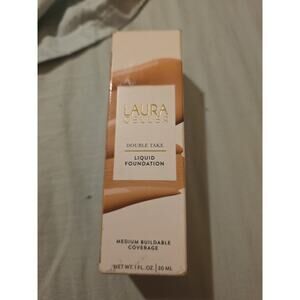 LAURA
GELLER
DOUBLE TAKE
LIQUID
FOUNDATION
MEDIUM BUILDABLE
COVERAGE
NET WT. 1 FL. OZ. | 30 ML